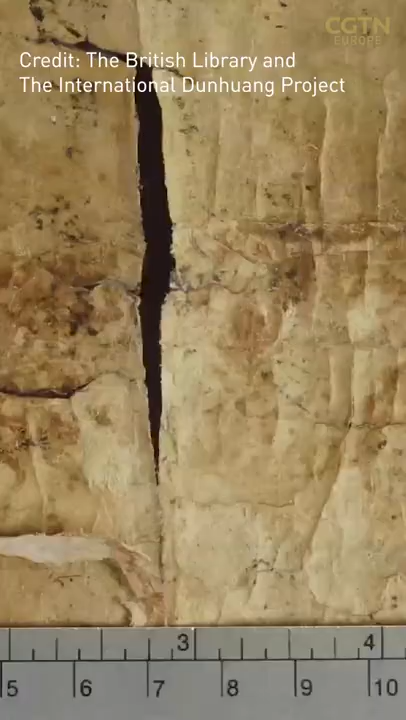 CGTN
EUROPE
Credit: The British Library and
The International Dunhuang Project
3 4
5 6 7 8 9 10